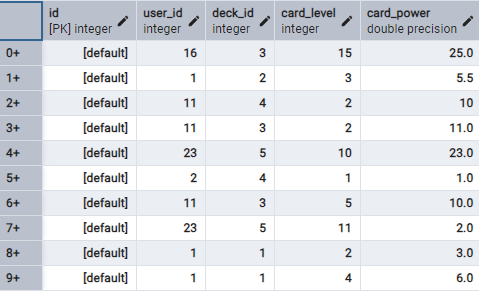 id user_id deck_id card_level card_power
[PK] integer integer integer integer double precision
0+ [default] 16 3 15 25.0
1+ [default] 1 2 3 5.5
2+ [default] 11 4 2 10
3+ [default] 11 3 2 11.0
4+ [default] 23 5 10 23.0
5+ [default] 2 4 1 1.0
6+ [default] 11 3 5 10.0
7+ [default] 23 5 11 2.0
8+ [default] 1 1 2 3.0
9+ [default] 1 1 4 6.0